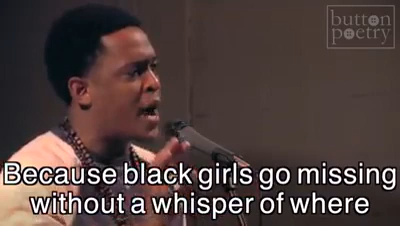 button
poetry
Because black girls go missing
without a whisper of where